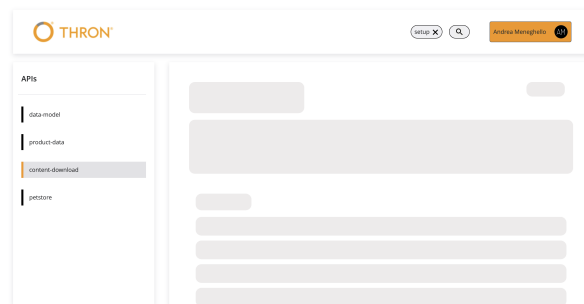 THRON
setup
Andrea Meneghello
AM
APIs
data-model
product-data
content-download
petstore